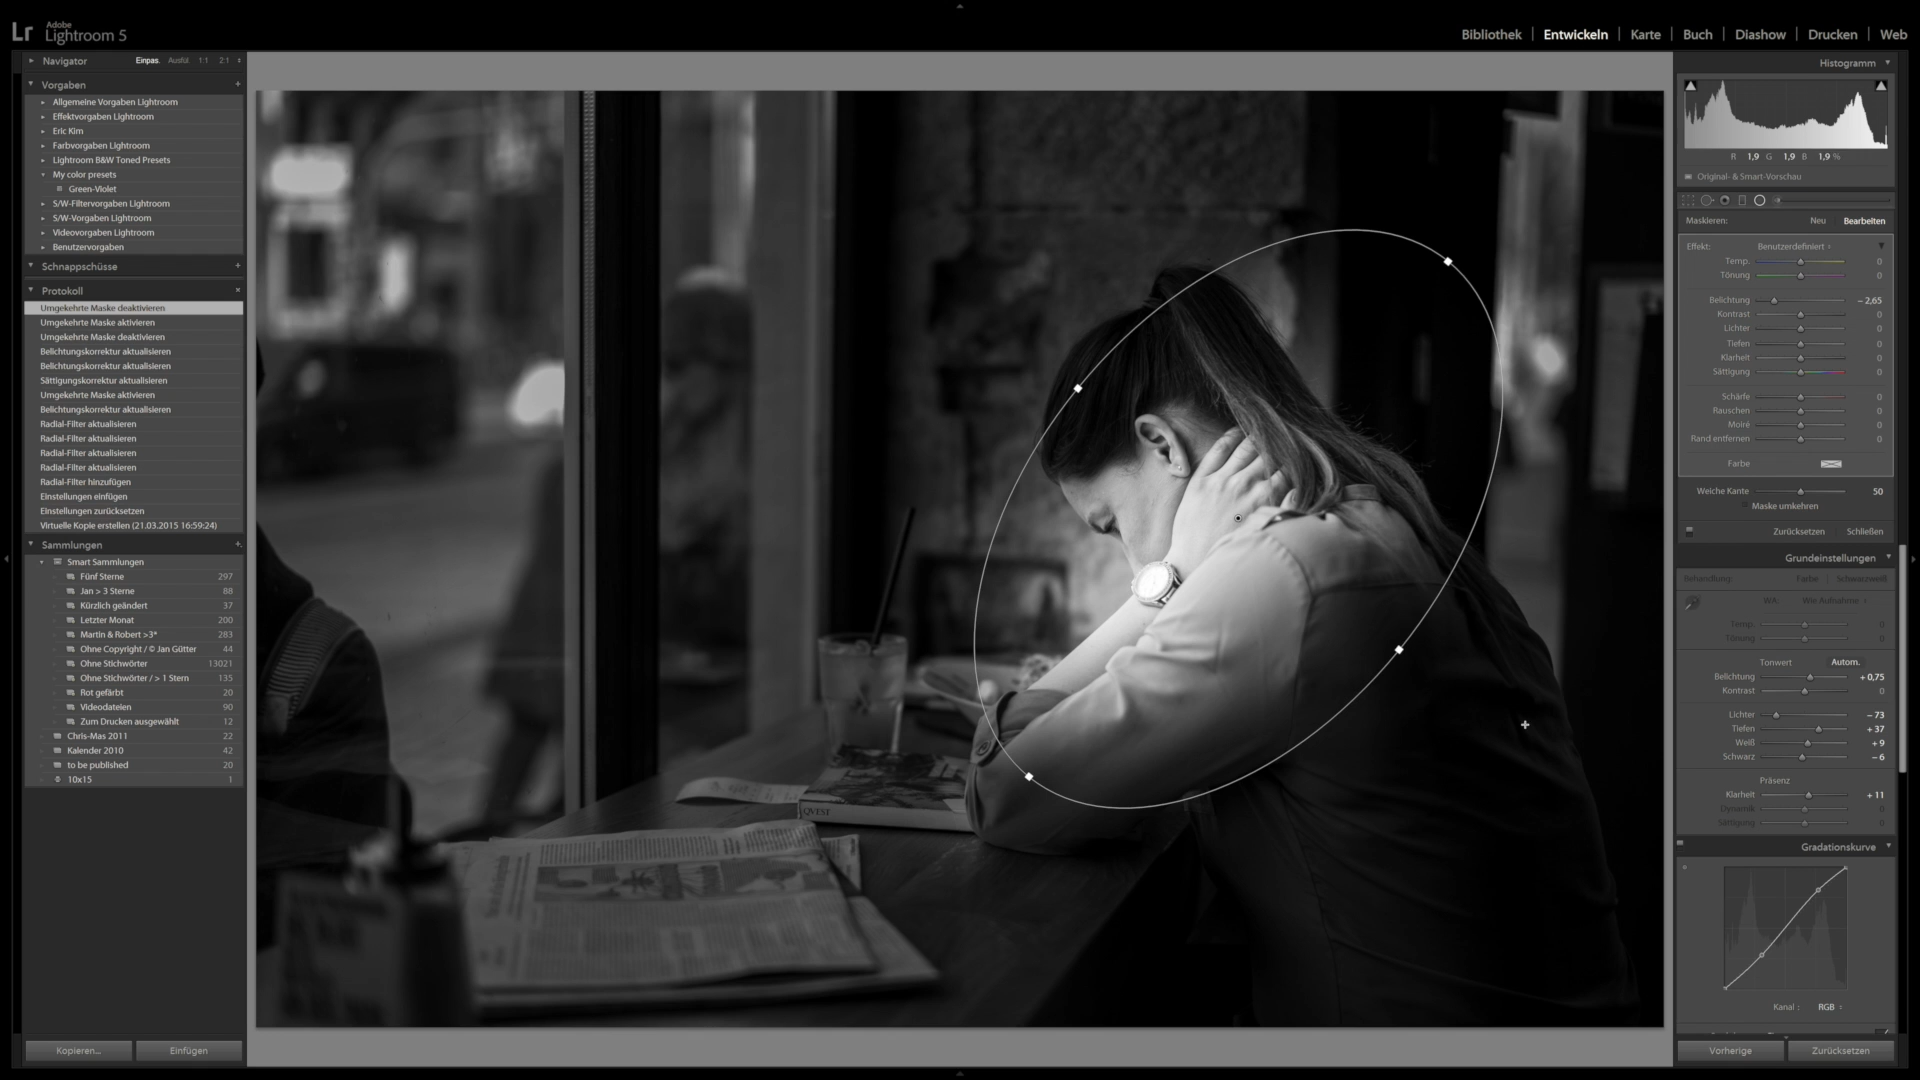 Lr Adobe
Lightroom 5
Bibliothek | Entwickeln | Karte | Buch | Diashow | Drucken | Web
Navigator Einpas. Ausfül. 1:1 2:1
Vorgaben
Allgemeine Vorgaben Lightroom
Effektvorgaben Lightroom
Eric Kim
Farbvorgaben Lightroom
Lightroom B&W Toned Presets
My color presets
Green-Violet
S/W-Filtervorgaben Lightroom
S/W-Vorgaben Lightroom
Videovorgaben Lightroom
Benutzervorgaben
Schnappschüsse
Protokoll
Umgekehrte Maske deaktivieren
Umgekehrte Maske aktivieren
Umgekehrte Maske deaktivieren
Belichtungskorrektur aktualisieren
Belichtungskorrektur aktualisieren
Sättigungskorrektur aktualisieren
Umgekehrte Maske aktivieren
Belichtungskorrektur aktualisieren
Radial-Filter aktualisieren
Radial-Filter aktualisieren
Radial-Filter aktualisieren
Radial-Filter aktualisieren
Radial-Filter hinzufügen
Einstellungen einfügen
Einstellungen zurücksetzen
Virtuelle Kopie erstellen (21.03.2015 16:59:24)
Sammlungen
Smart Sammlungen
Fünf Sterne 297
Jan > 3 Sterne 88
Kürzlich geändert 37
Letzter Monat 200
Martin & Robert >3* 283
Ohne Copyright / © Jan Gütter 44
Ohne Stichwörter 13021
Ohne Stichwörter / > 1 Stern 135
Rot gefärbt 20
Videodateien 90
Zum Drucken ausgewählt 12
Chris-Mas 2011 22
Kalender 2010 42
to be published 20
10x15 1
Kopieren... Einfügen
QVEST
Histogramm
R 1,9 G 1,9 B 1,9 %
Original- & Smart-Vorschau
Maskieren: Neu Bearbeiten
Effekt: Benutzerdefiniert
Temp. 0
Tönung 0
Belichtung − 2,65
Kontrast 0
Lichter 0
Tiefen 0
Klarheit 0
Sättigung 0
Schärfe 0
Rauschen 0
Moiré 0
Rand entfernen 0
Farbe
Weiche Kante 50
Maske umkehren
Zurücksetzen Schließen
Grundeinstellungen
Behandlung: Farbe | Schwarzweiß
WA: Wie Aufnahme
Temp. 0
Tönung 0
Tonwert Autom.
Belichtung + 0,75
Kontrast 0
Lichter − 73
Tiefen + 37
Weiß + 9
Schwarz − 6
Präsenz
Klarheit + 11
Dynamik 0
Sättigung 0
Gradationskurve
Kanal : RGB
Vorherige Zurücksetzen